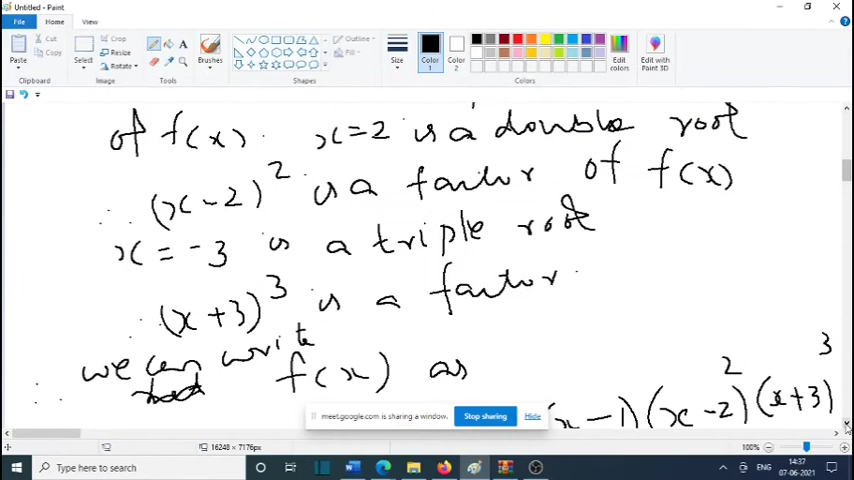 Untitled - Paint
File Home View
Paste Cut Copy Clipboard
Select Crop Resize Rotate Image
Tools
Brushes
Shapes Outline Fill
Size
Color 1 Color 2 Edit colors Colors
Edit with Paint 3D
of f(x). x=2 is a double root
∴ (x-2)² is a factor of f(x)
x = -3 is a triple root
∴ (x+3)³ is a factor.
∴ we can write f(x) as
(x-1)(x-2)²(x+3)³
meet.google.com is sharing a window. Stop sharing Hide
16248 × 7176px 100%
Type here to search
ENG 14:37 07-06-2021